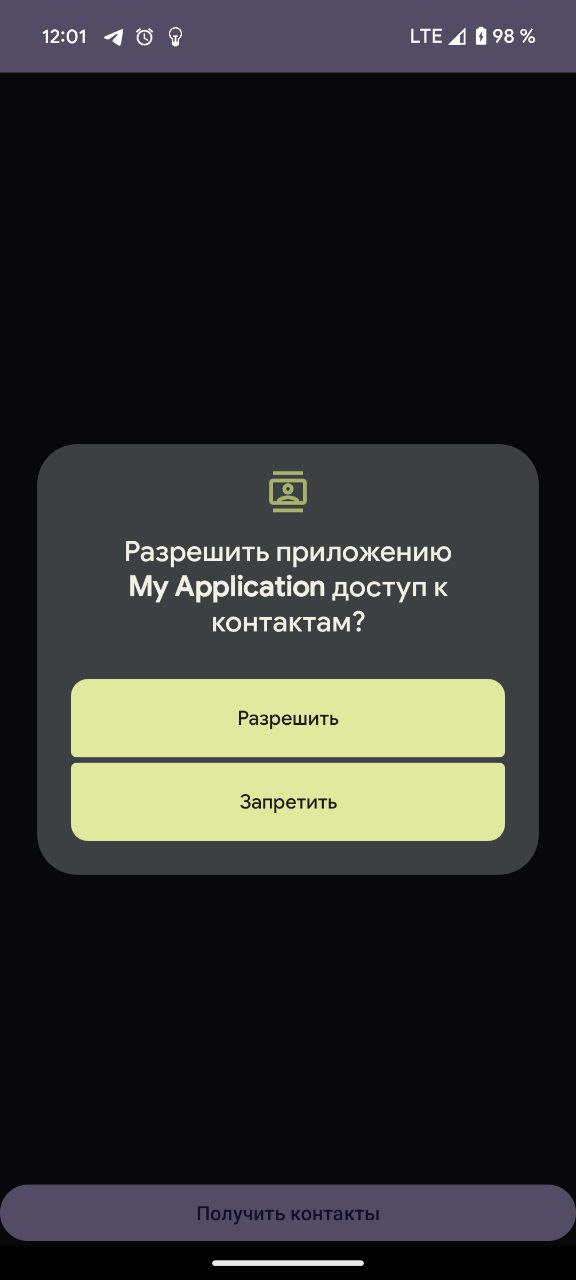 12:01 LTE 98 %
Разрешить приложению
My Application доступ к
контактам?
Разрешить
Запретить
Получить контакты